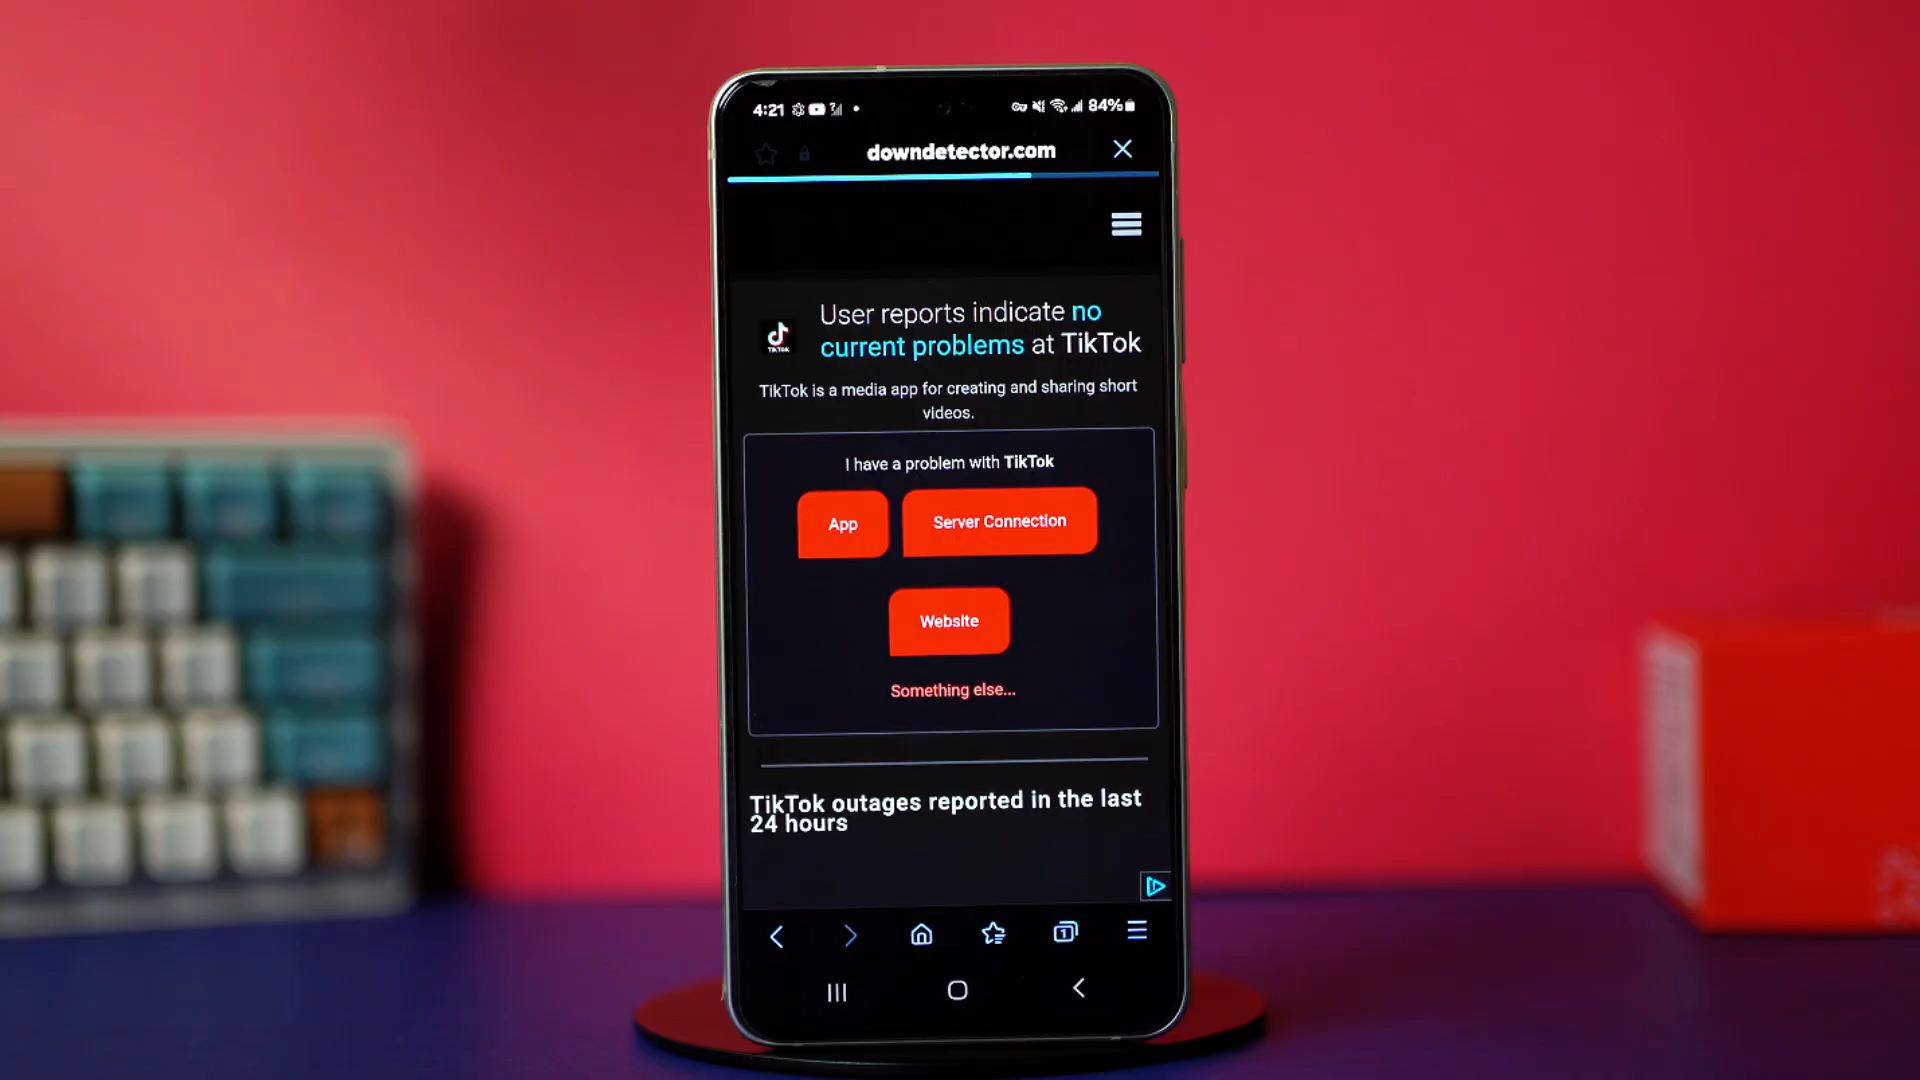 4:21
84%
downdetector.com
User reports indicate no
current problems at TikTok
TikTok
TikTok is a media app for creating and sharing short
videos.
I have a problem with TikTok
App
Server Connection
Website
Something else...
TikTok outages reported in the last
24 hours
1